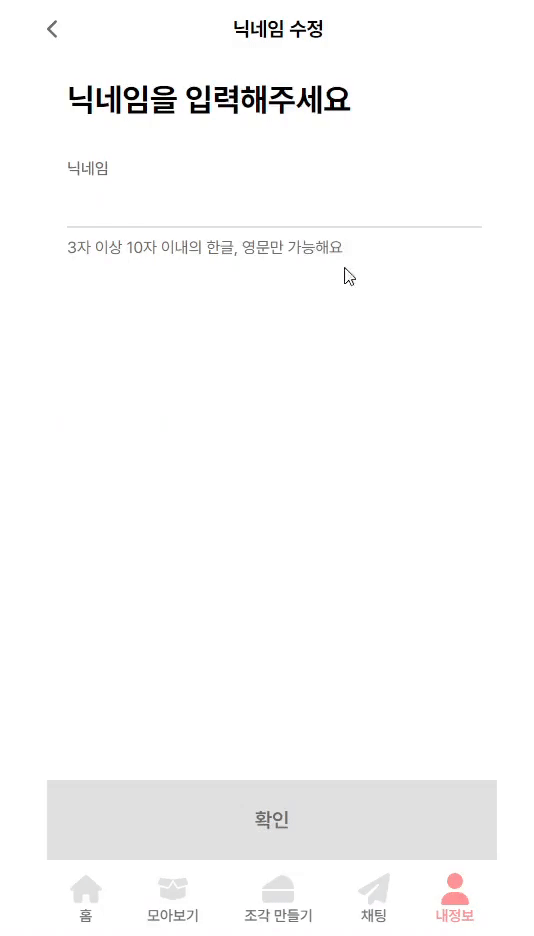 닉네임 수정
닉네임을 입력해주세요
닉네임
3자 이상 10자 이내의 한글, 영문만 가능해요
확인
홈
모아보기
조각 만들기
채팅
내정보